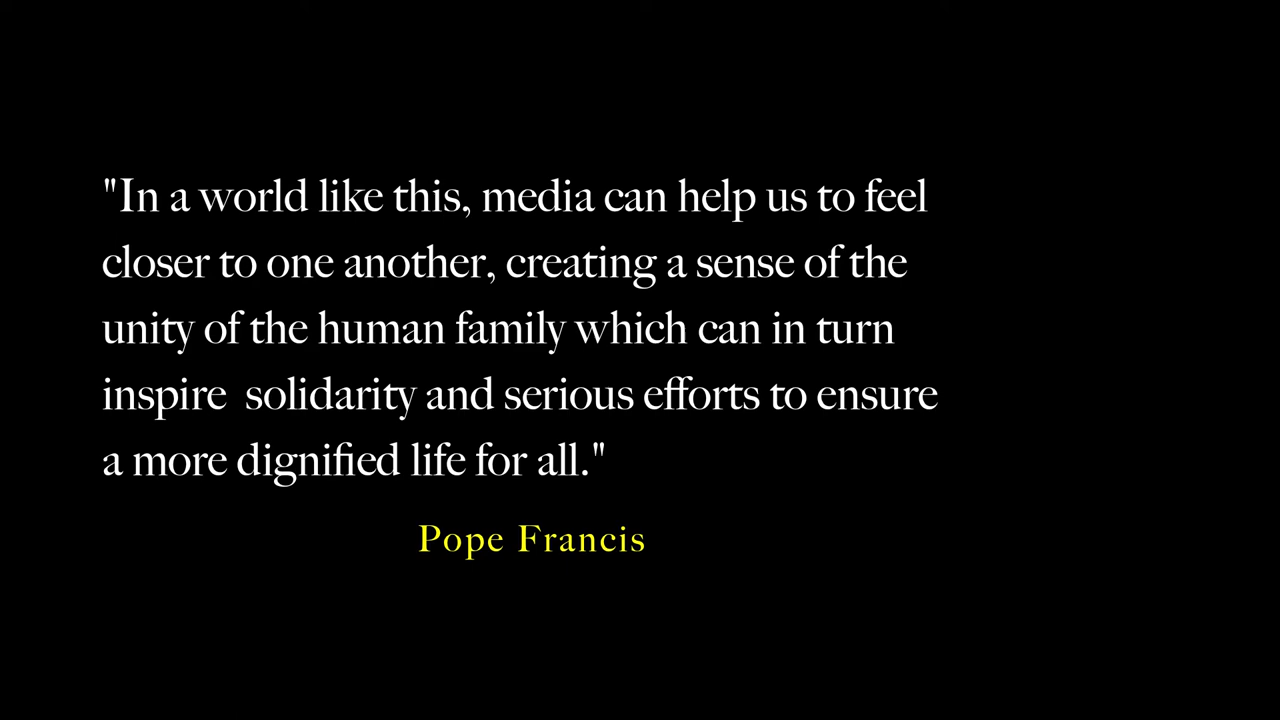 "In a world like this, media can help us to feel
closer to one another, creating a sense of the
unity of the human family which can in turn
inspire  solidarity and serious efforts to ensure
a more dignified life for all."
Pope Francis